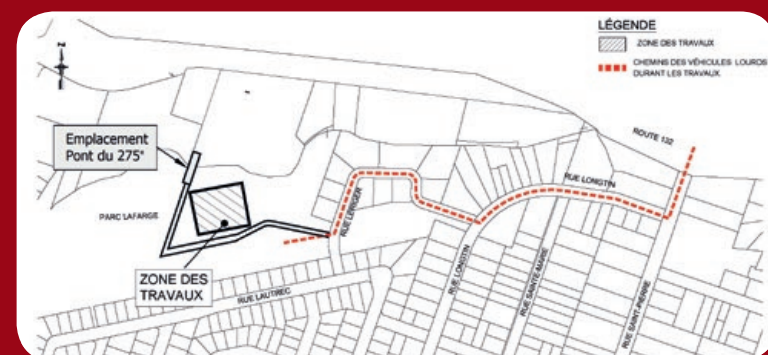 LÉGENDE
ZONE DES TRAVAUX
CHEMINS DES VÉHICULES LOURDS
DURANT LES TRAVAUX
Emplacement
Pont du 275e
ROUTE 132
RUE LONGTIN
PARC LAFARGE
RUE LERIGER
ZONE DES
TRAVAUX
RUE LAUTREC
RUE LONGTIN
RUE SAINTE-MARIE
RUE SAINT-PIERRE